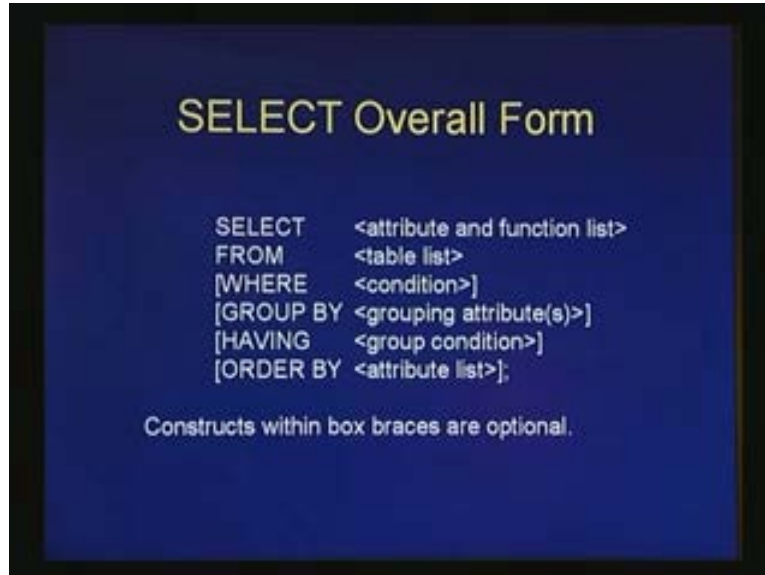 SELECT Overall Form
SELECT <attribute and function list>
FROM <table list>
[WHERE <condition>]
[GROUP BY <grouping attribute(s)>]
[HAVING <group condition>]
[ORDER BY <attribute list>];
Constructs within box braces are optional.